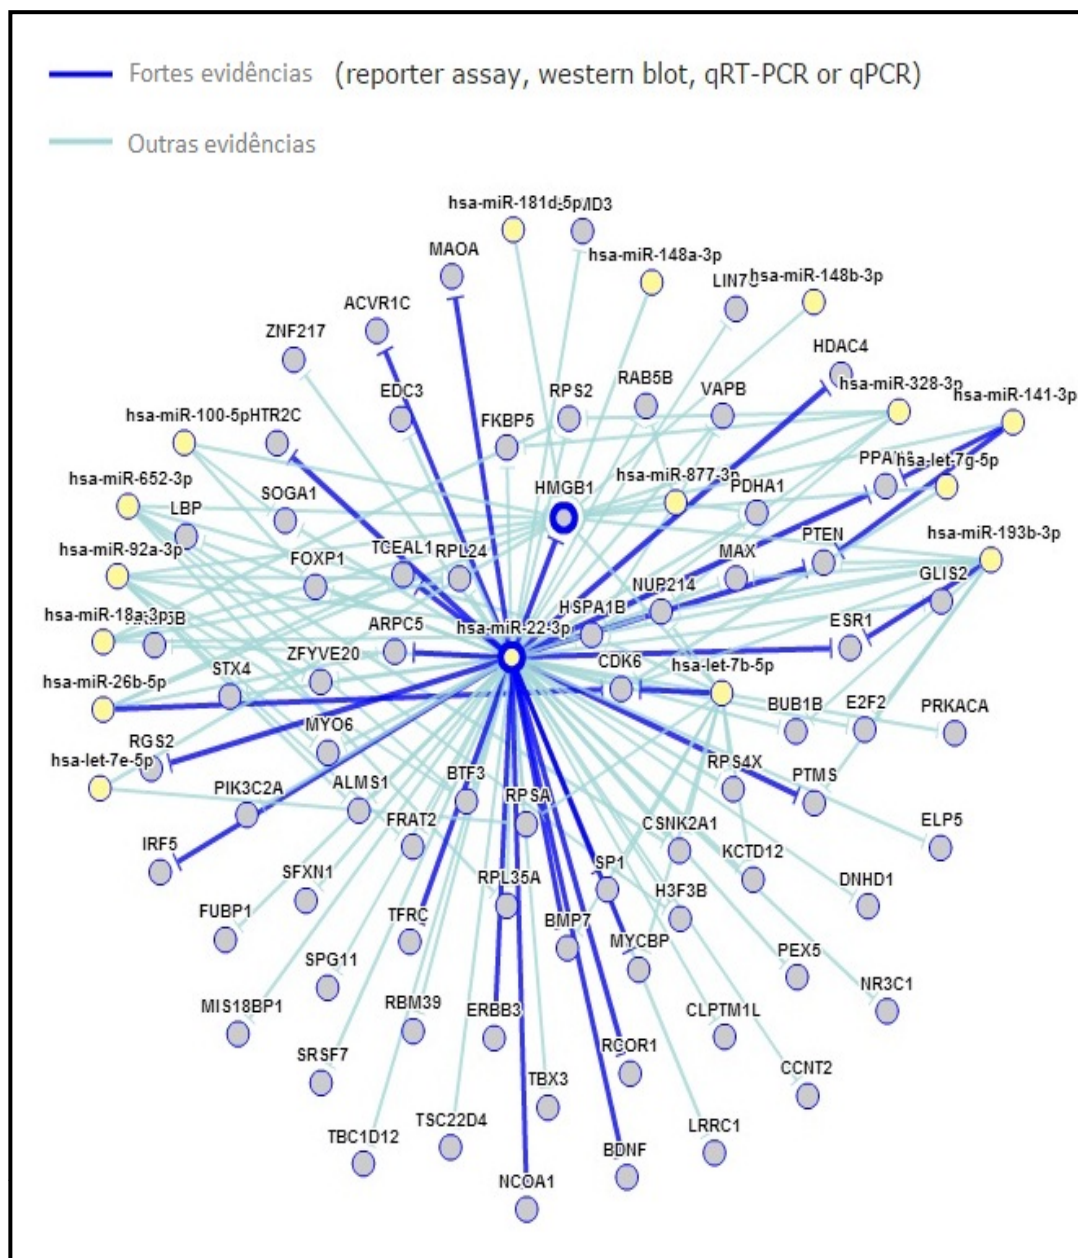 Fortes evidências (reporter assay, western blot, qRT-PCR or qPCR)
Outras evidências
hsa-miR-181d-5p
MAOA
hsa-miR-148a-3p
hsa-miR-148b-3p
ACVR1C
ZNF217
HDAC4
EDC3
RPS2
RAB5B
VAPB
hsa-miR-328-3p
hsa-miR-141-3p
hsa-miR-100-5p
HTR2C
FKBP5
hsa-miR-652-3p
LBP
SOGA1
HMGB1
hsa-miR-877-3p
PDHA1
hsa-let-7g-5p
hsa-miR-92a-3p
FOXP1
TCEAL1
RPL24
MAX
PTEN
hsa-miR-193b-3p
GLIS2
hsa-miR-18a-3p
ARPC5
hsa-miR-22-3p
HSPA1B
NUP214
ESR1
hsa-miR-26b-5p
STX4
ZFYVE20
CDK6
hsa-let-7b-5p
BUB1B
E2F2
PRKACA
hsa-let-7e-5p
RGS2
MYO6
PIK3C2A
ALMS1
BTF3
RPSA
RPS4X
PTMS
ELP5
IRF5
FRAT2
CSNK2A1
KCTD12
SFXN1
RPL35A
SP1
H3F3B
DNHD1
FUBP1
TFRC
BMP7
MYCBP
SPG11
PEX5
NR3C1
MIS18BP1
RBM39
ERBB3
CLPTM1L
SRSF7
RCOR1
CCNT2
TBX3
TBC1D12
TSC22D4
LRRC1
BDNF
NCOA1